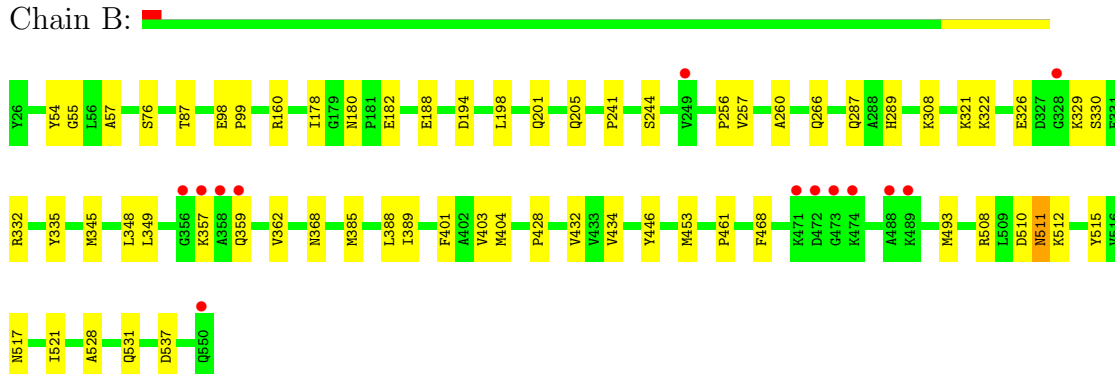 Chain B:
Y26 Y54 G55 L56 A57 S76 T87 E98 P99 R160 I178 G179 N180 P181 E182 E188 D194 L198 Q201 Q205 P241 S244 V249 P256 V257 A260 Q266 Q287 A288 H289 K308 K321 K322 E326 D327 G328 K329 S330 E331
R332 Y335 M345 L348 L349 G356 K357 A358 Q359 V362 N368 M385 L388 I389 F401 A402 V403 M404 P428 V432 V433 V434 Y446 M453 P461 F468 K471 D472 G473 K474 A488 K489 M493 R508 L509 D510 N511 K512 Y515 V516
N517 I521 A528 Q531 D537 Q550